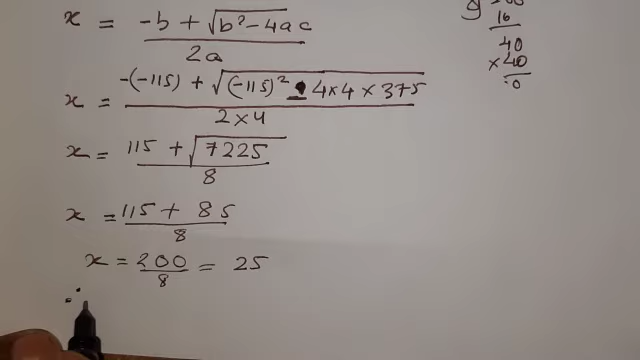 x = -b + √b² - 4ac / 2a
x = -(-115) + √(-115)² - 4 x 4 x 375 / 2 x 4
x = 115 + √7225 / 8
x = 115 + 85 / 8
x = 200 / 8 = 25
∴
16
40
x 40
0